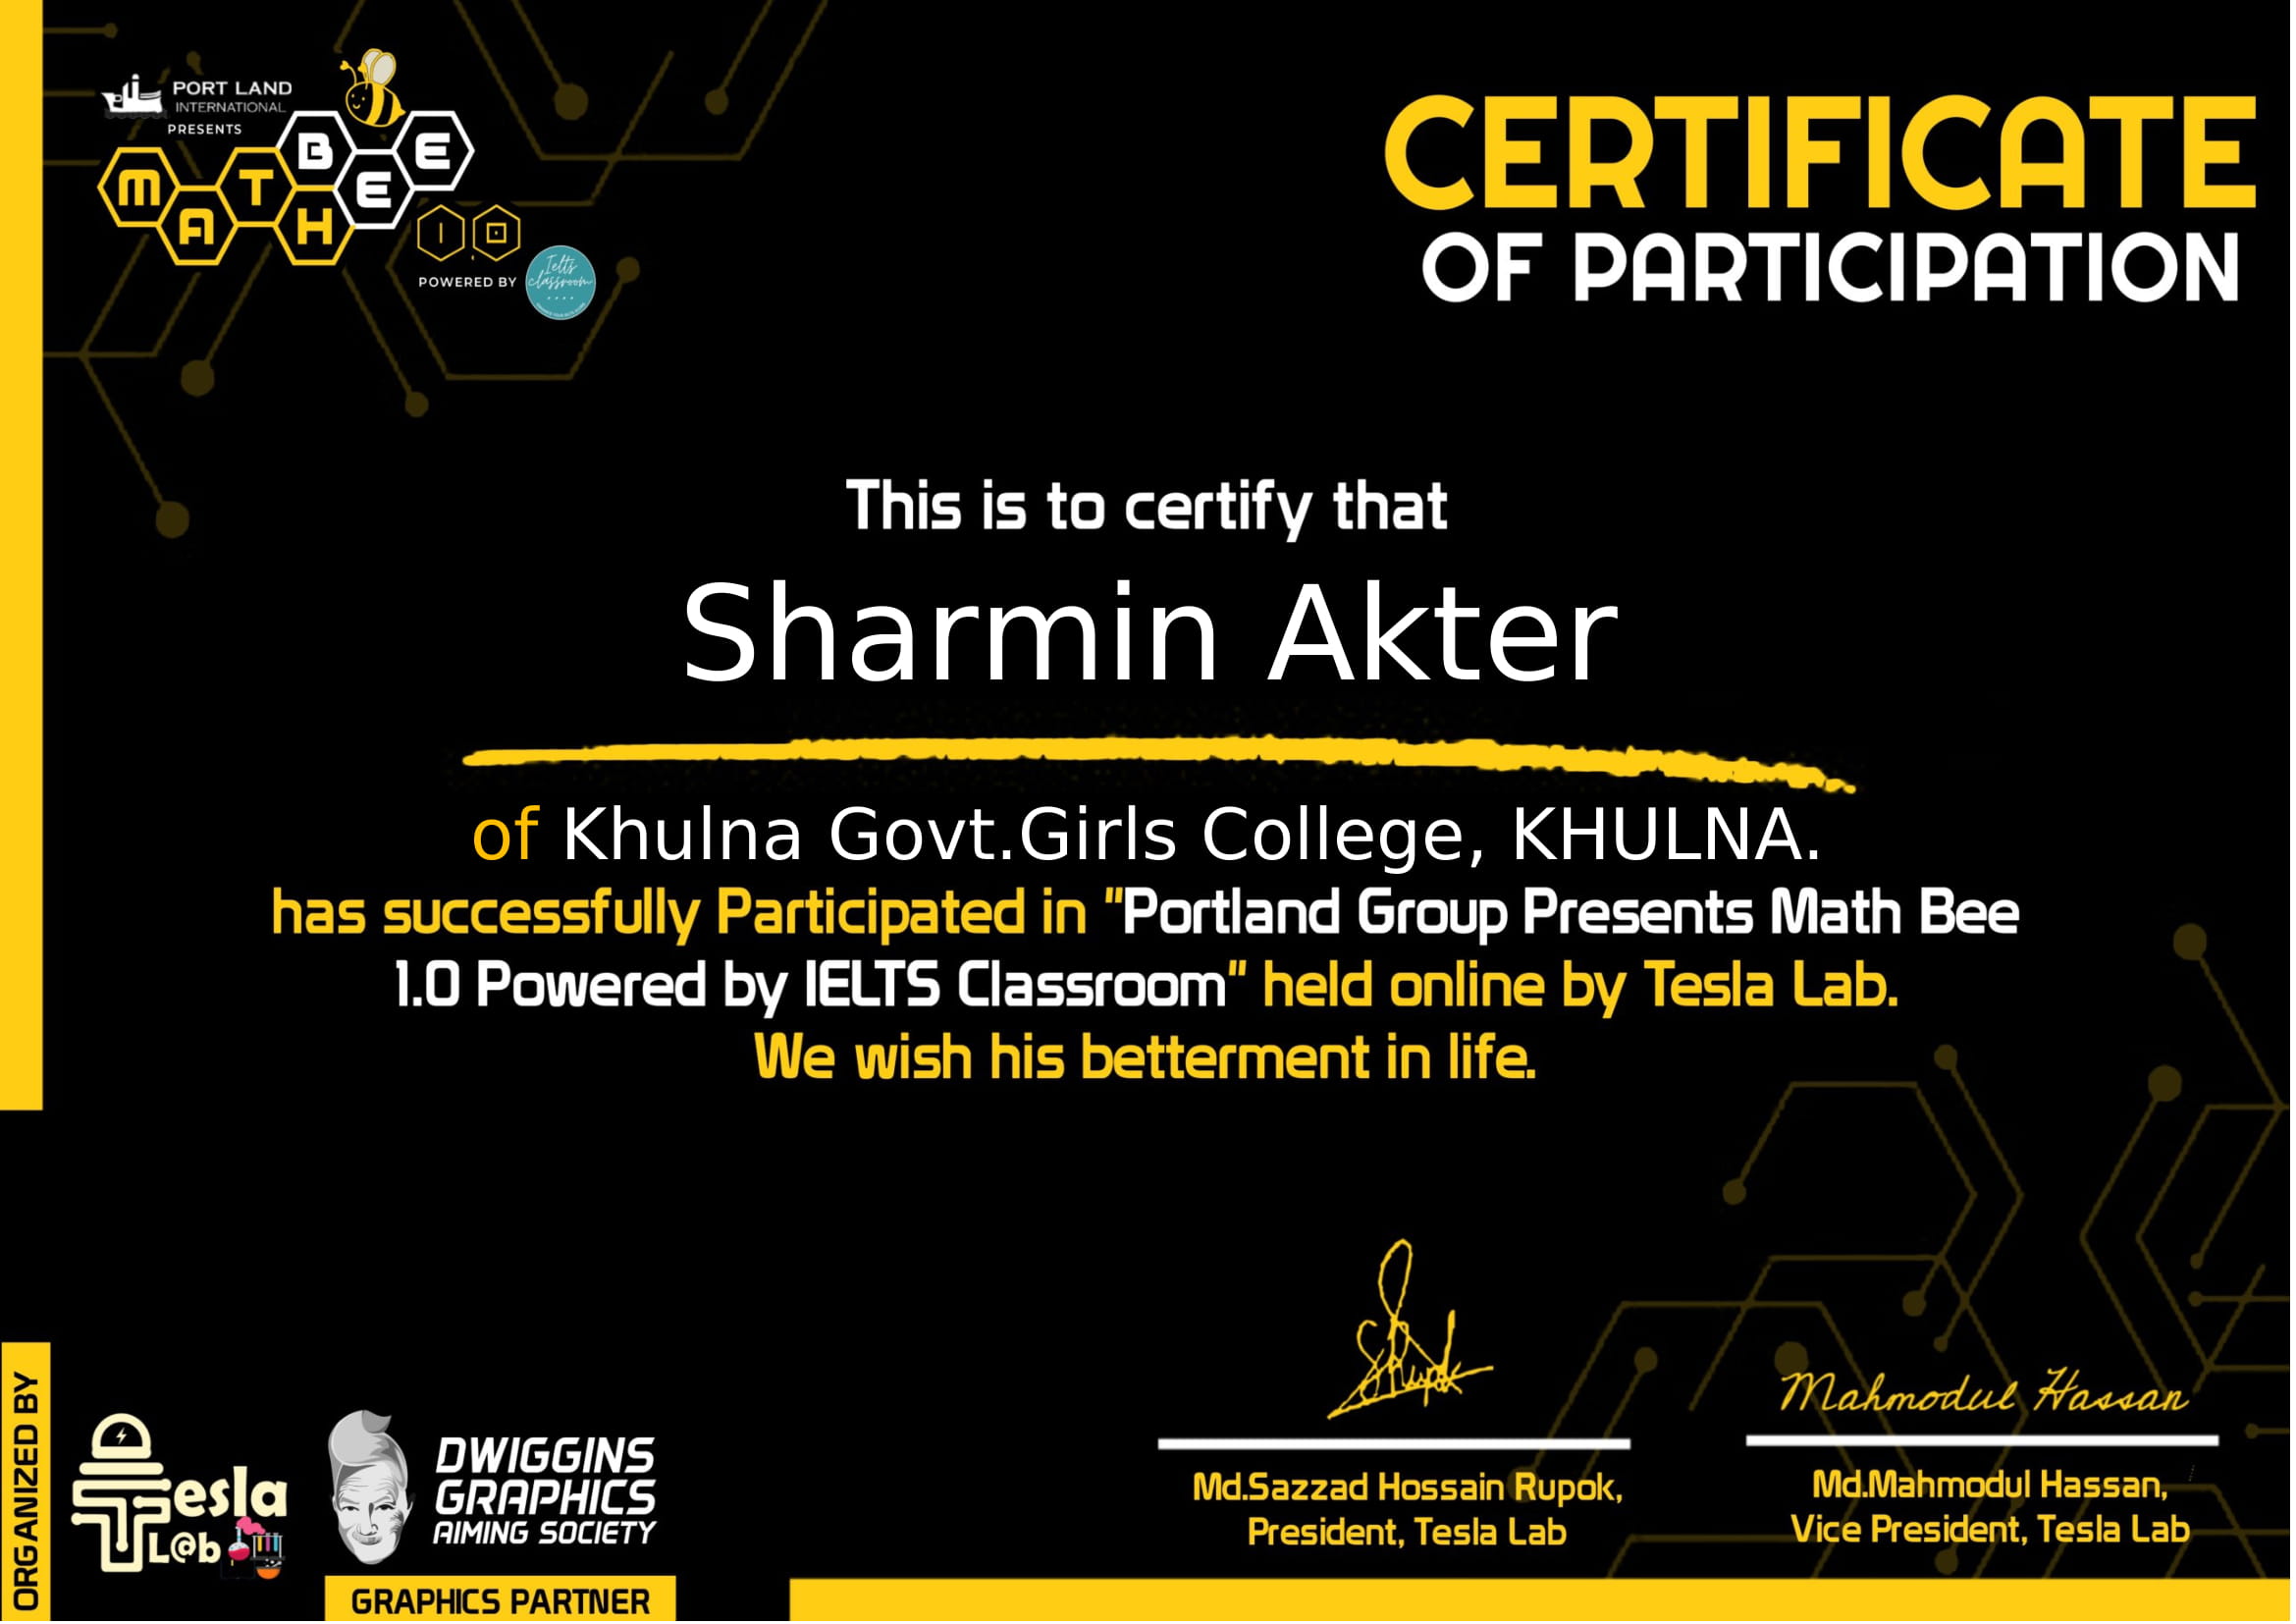 PORT LAND
INTERNATIONAL
PRESENTS
MATH BEE
1.0
POWERED BY
Ielts
classroom
CERTIFICATE
OF PARTICIPATION
This is to certify that
Sharmin Akter
of Khulna Govt.Girls College, KHULNA.
has successfully Participated in "Portland Group Presents Math Bee
1.0 Powered by IELTS Classroom" held online by Tesla Lab.
We wish his betterment in life.
ORGANIZED BY
Tesla
L@b
DWIGGINS
GRAPHICS
AIMING SOCIETY
GRAPHICS PARTNER
SRupok
Md.Sazzad Hossain Rupok,
President, Tesla Lab
Mahmodul Hassan
Md.Mahmodul Hassan,
Vice President, Tesla Lab